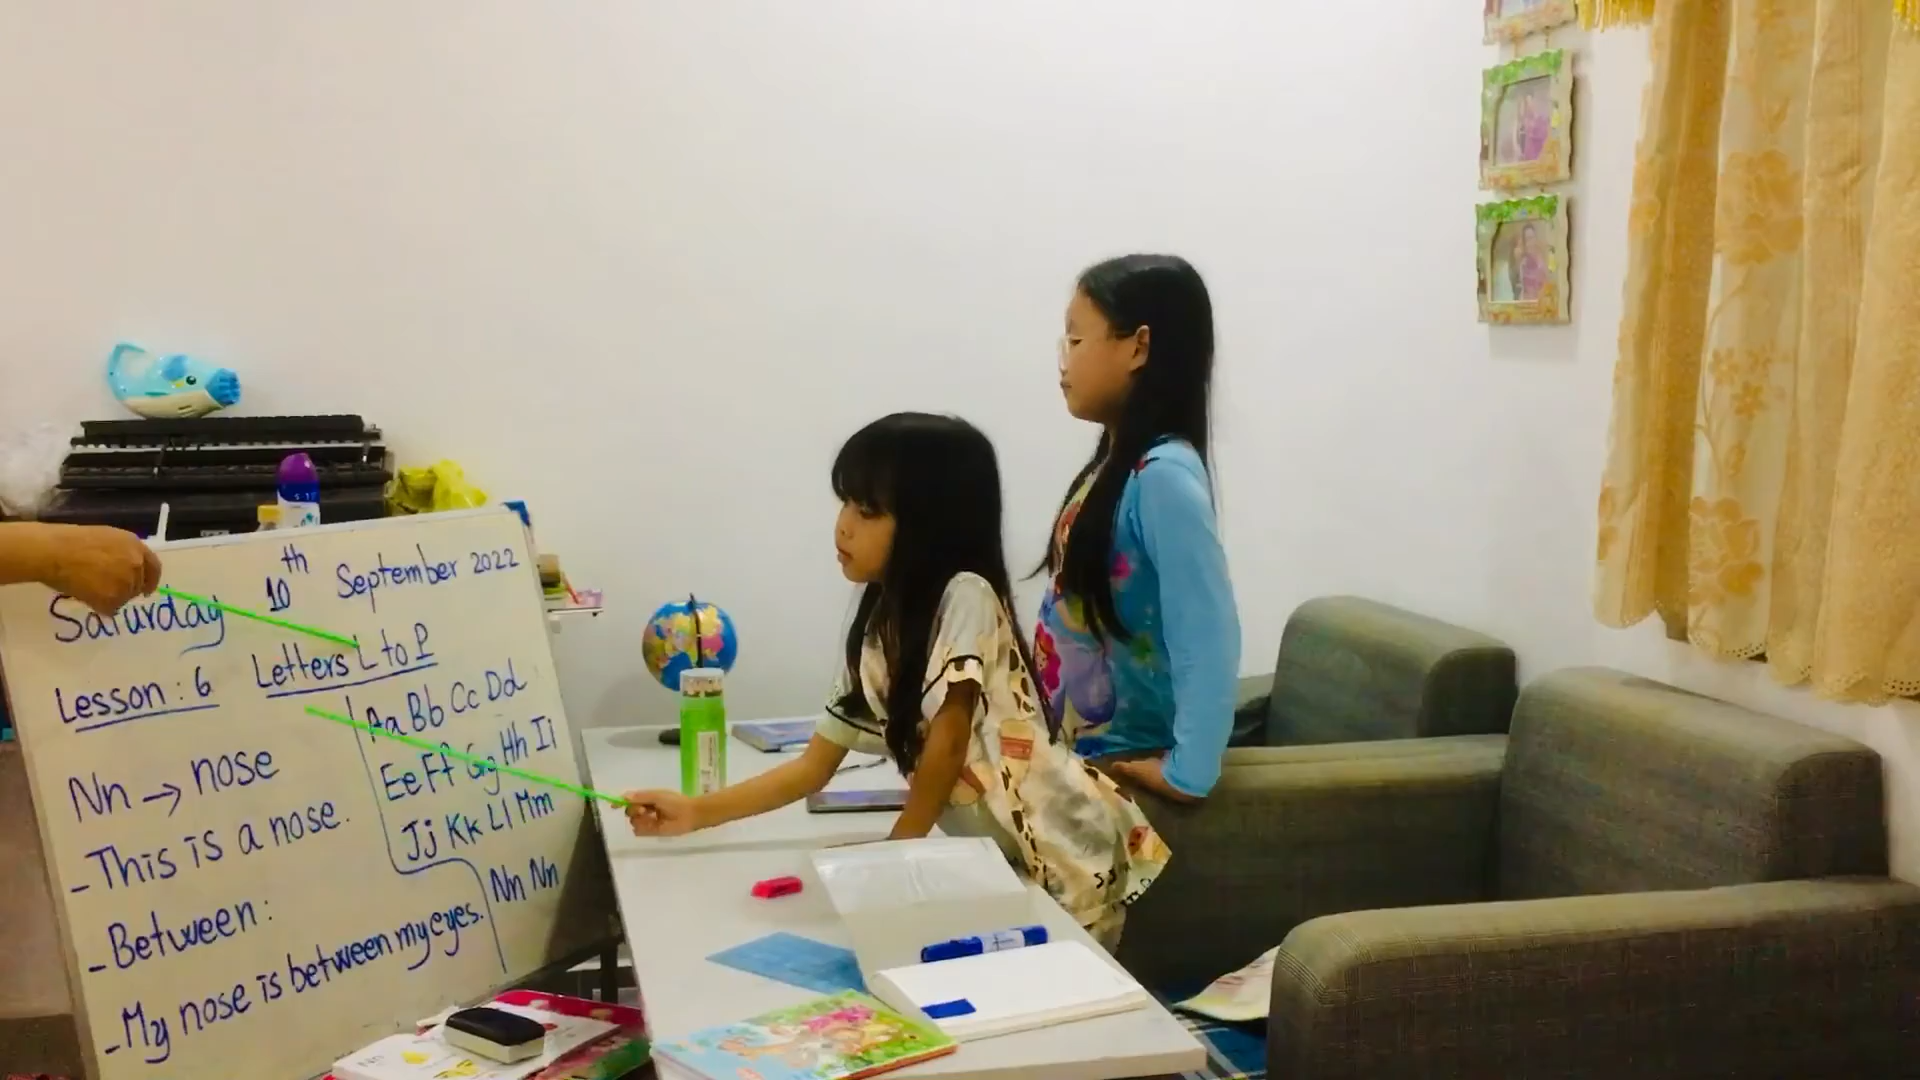 Saturday 10th September 2022
Lesson : 6 Letters L to P
Nn → nose
- This is a nose.
- Between :
- My nose is between my eyes.
Aa Bb Cc Dd
Ee Ff Gg Hh Ii
Jj Kk Ll Mm
Nn Nn